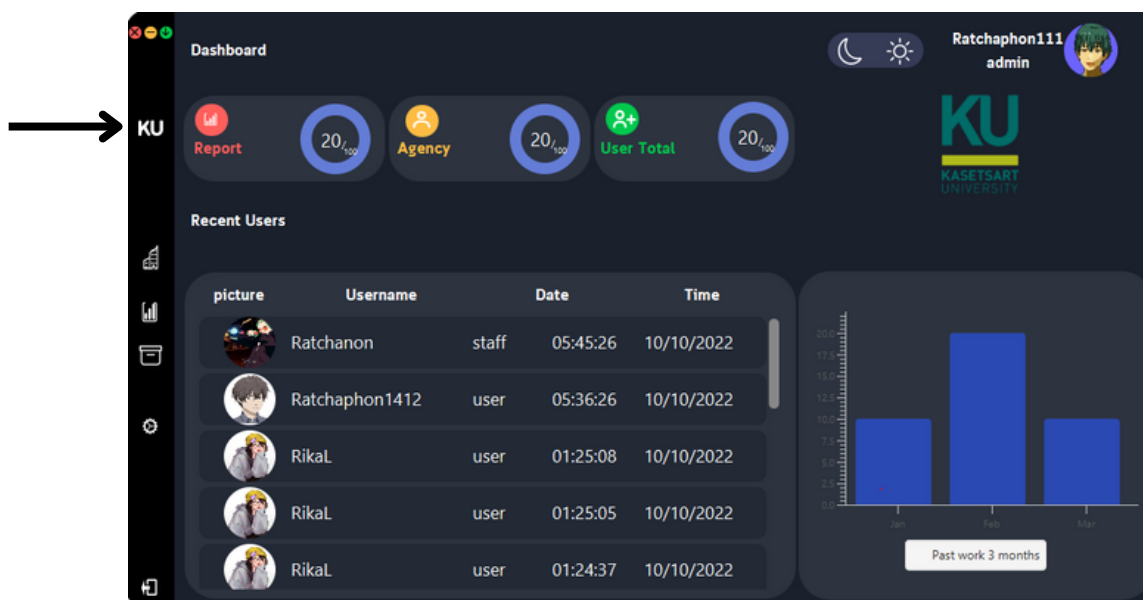 Dashboard
Ratchaphon111
admin
KU
Report
20/100
Agency
20/100
User Total
20/100
KU
KASETSART
UNIVERSITY
Recent Users
picture Username Date Time
Ratchanon staff 05:45:26 10/10/2022
Ratchaphon1412 user 05:36:26 10/10/2022
RikaL user 01:25:08 10/10/2022
RikaL user 01:25:05 10/10/2022
RikaL user 01:24:37 10/10/2022
20.0
17.5
15.0
12.5
10.0
7.5
5.0
2.5
0.0
Jan Feb Mar
Past work 3 months